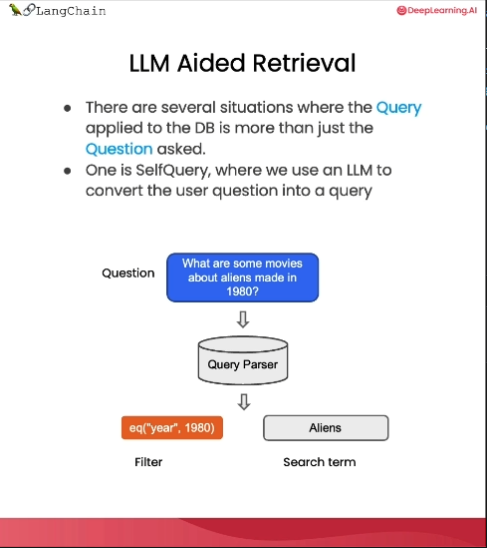 LangChain
DeepLearning.AI
LLM Aided Retrieval
• There are several situations where the Query
applied to the DB is more than just the
Question asked.
• One is SelfQuery, where we use an LLM to
convert the user question into a query
Question
What are some movies
about aliens made in
1980?
Query Parser
eq("year", 1980)
Aliens
Filter
Search term